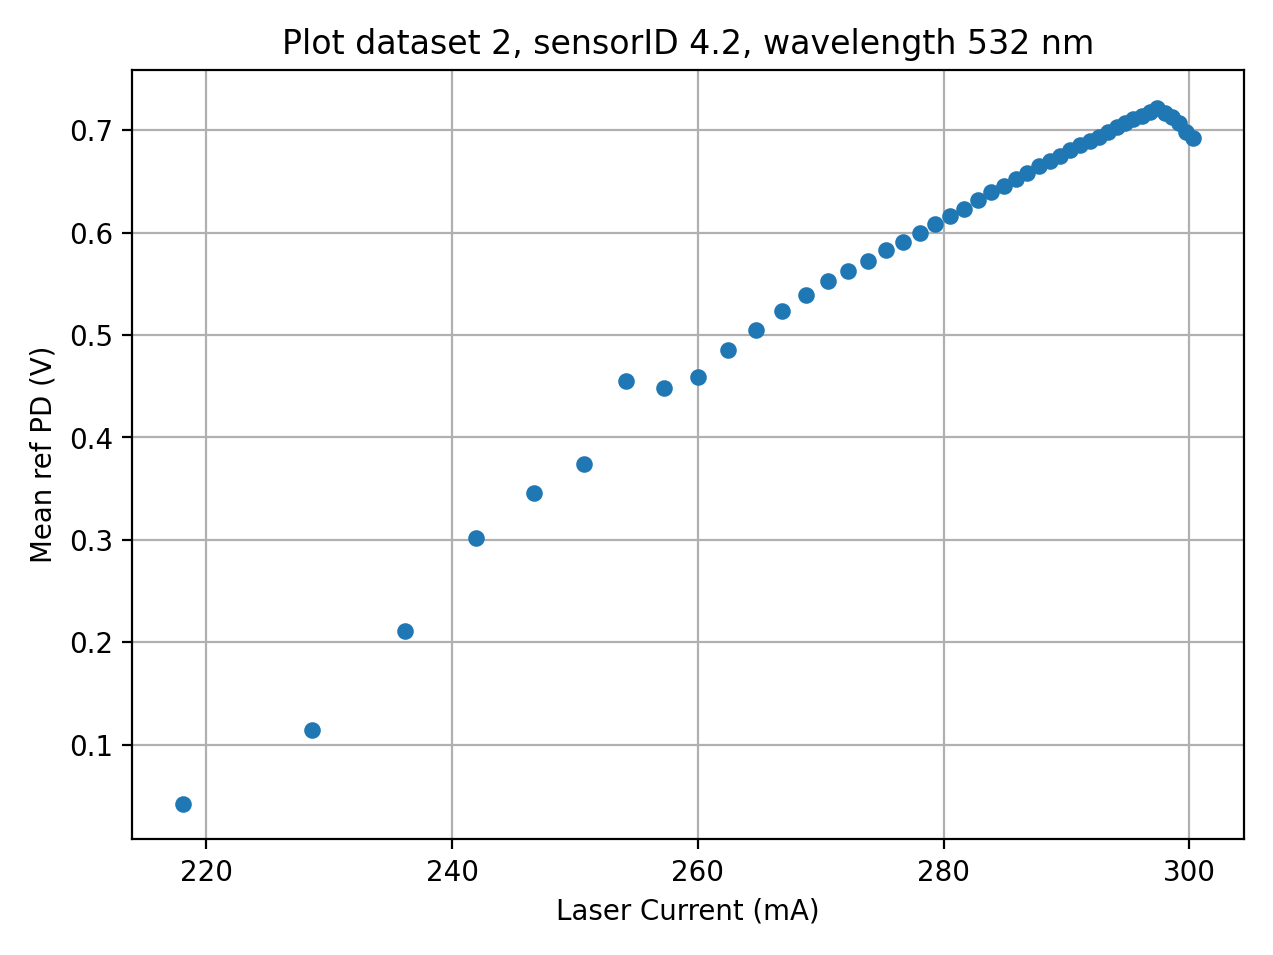 Plot dataset 2, sensorID 4.2, wavelength 532 nm
Mean ref PD (V)
0.7
0.6
0.5
0.4
0.3
0.2
0.1
220 240 260 280 300
Laser Current (mA)